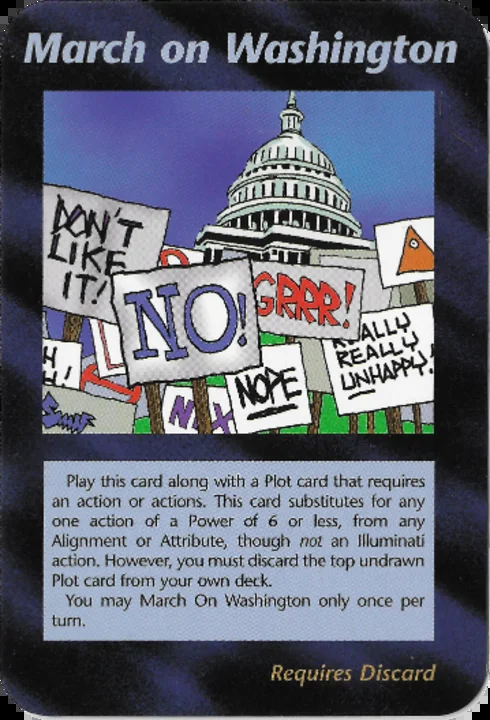 March on Washington
DON'T
LIKE
IT!
NO!
GRRR!
NOPE
REALLY
UNHAPPY!
Play this card along with a Plot card that requires
an action or actions. This card substitutes for any
one action of a Power of 6 or less, from any
Alignment or Attribute, though not an Illuminati
action. However, you must discard the top undrawn
Plot card from your own deck.
You may March On Washington only once per
turn.
Requires Discard